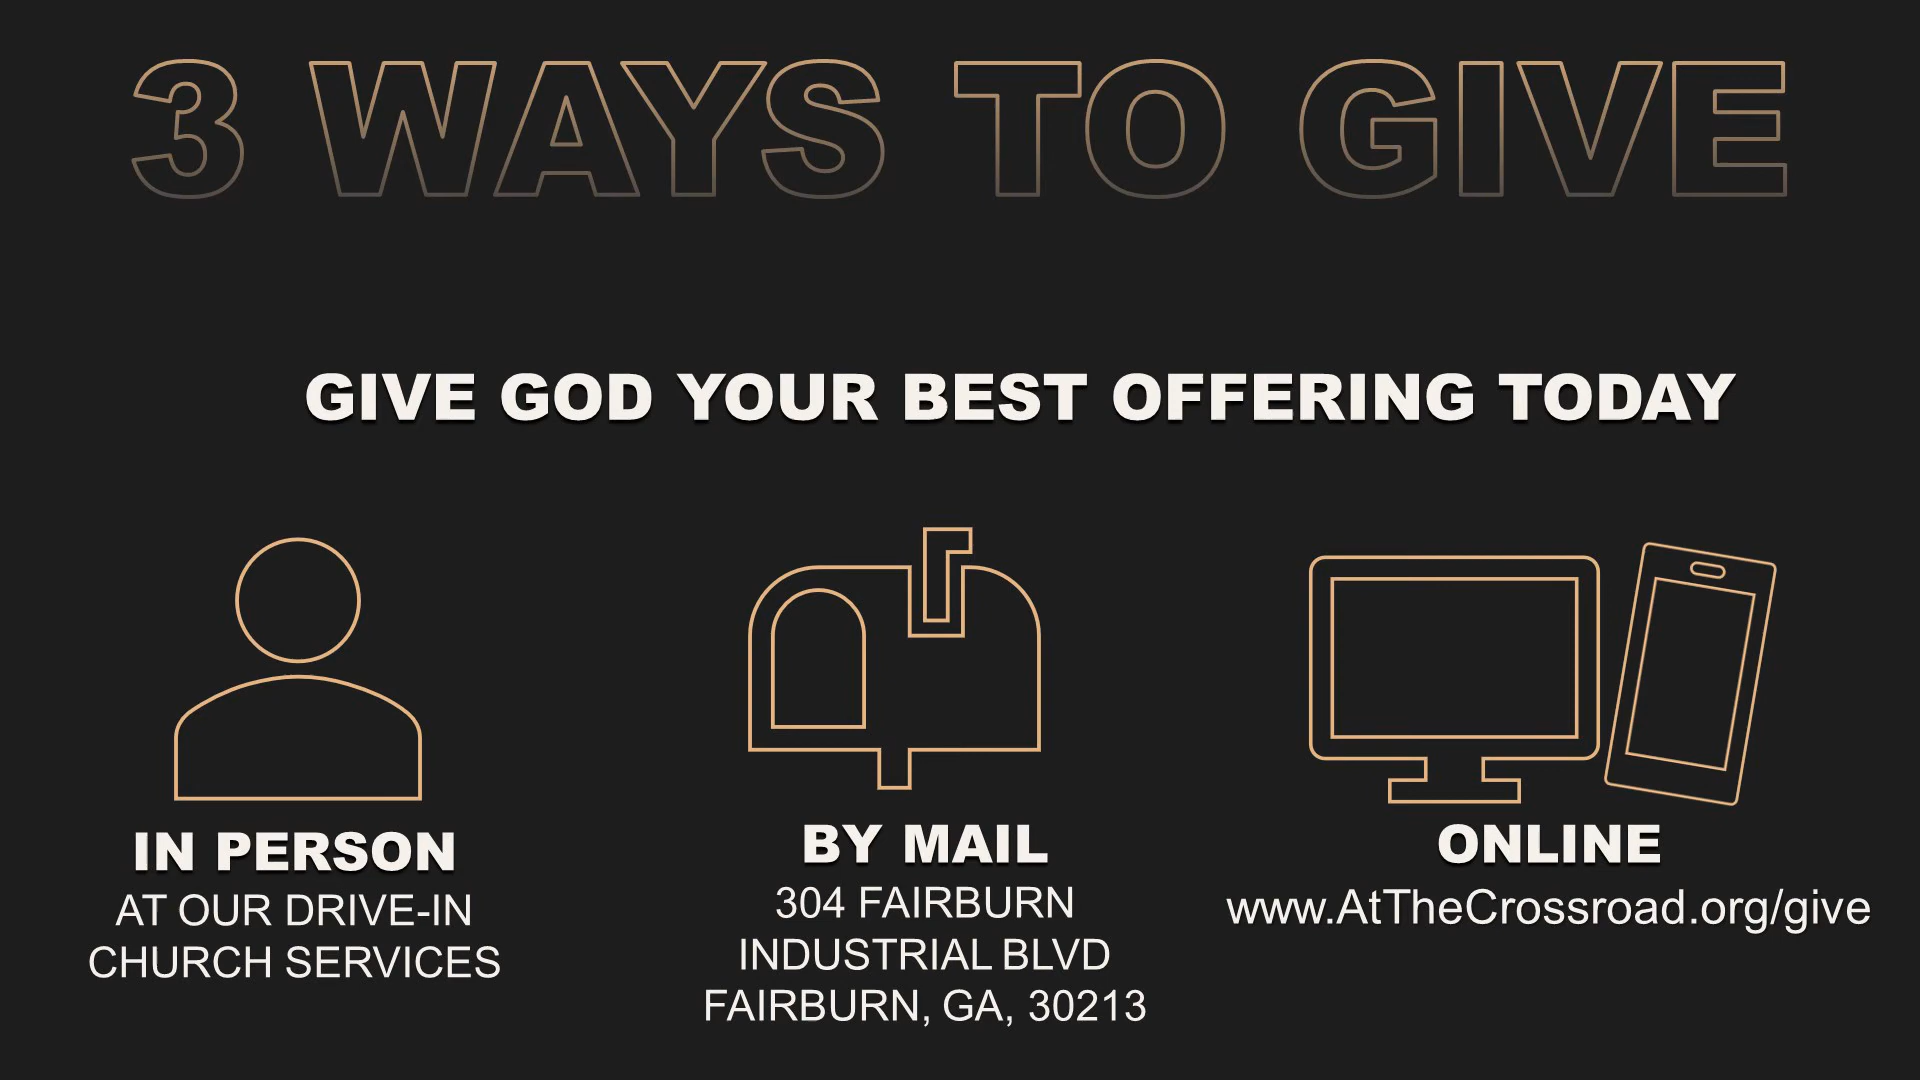 3 WAYS TO GIVE
GIVE GOD YOUR BEST OFFERING TODAY
IN PERSON
AT OUR DRIVE-IN
CHURCH SERVICES
BY MAIL
304 FAIRBURN
INDUSTRIAL BLVD
FAIRBURN, GA, 30213
ONLINE
www.AtTheCrossroad.org/give